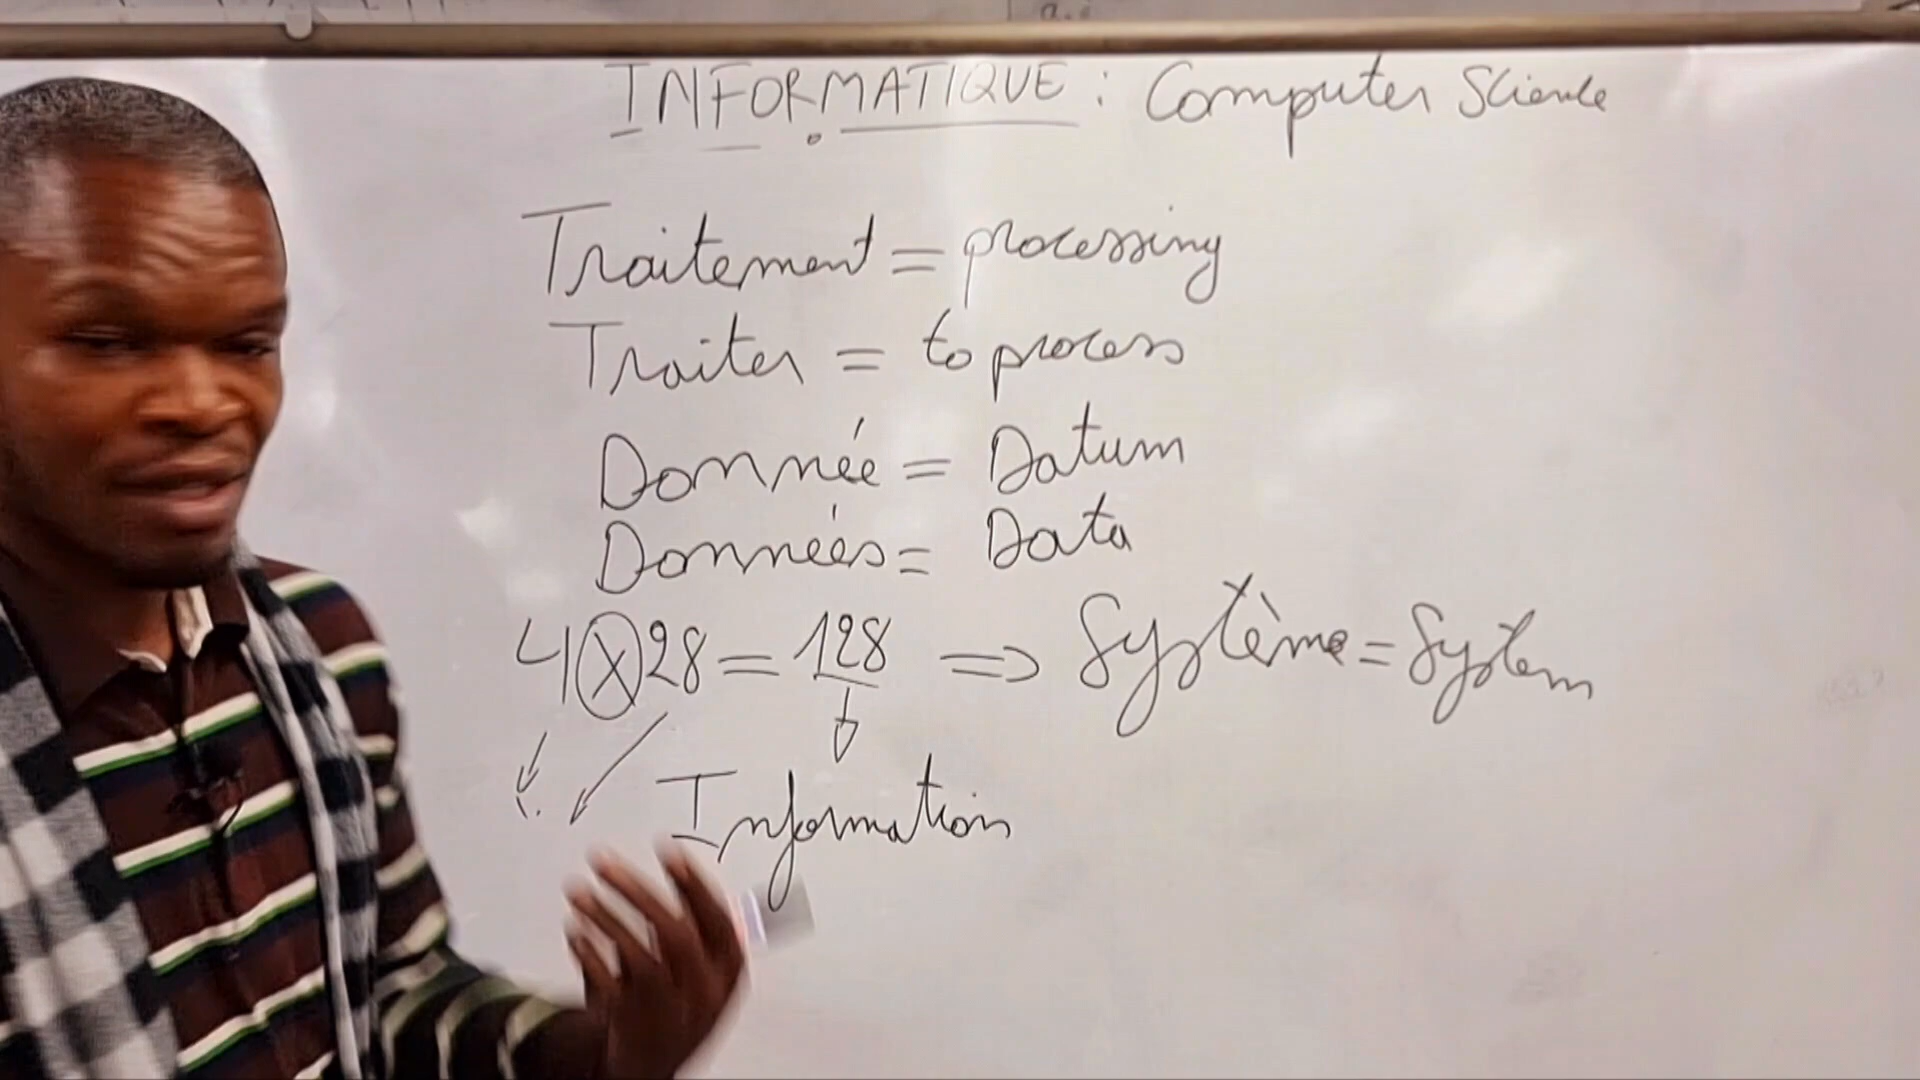 INFORMATIQUE : Computer Science
Traitement = processing
Traiter = to process
Donnée = Datum
Données = Data
4 x 28 = 128 => Système = System
Information